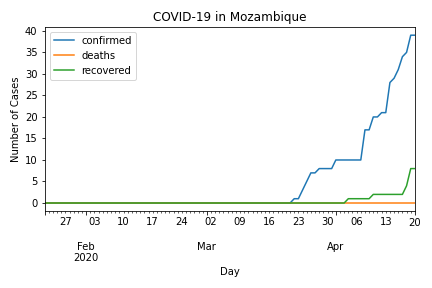 COVID-19 in Mozambique
confirmed
deaths
recovered
Number of Cases
40
35
30
25
20
15
10
5
0
27 03 10 17 24 02 09 16 23 30 06 13 20
Feb Mar Apr
2020
Day